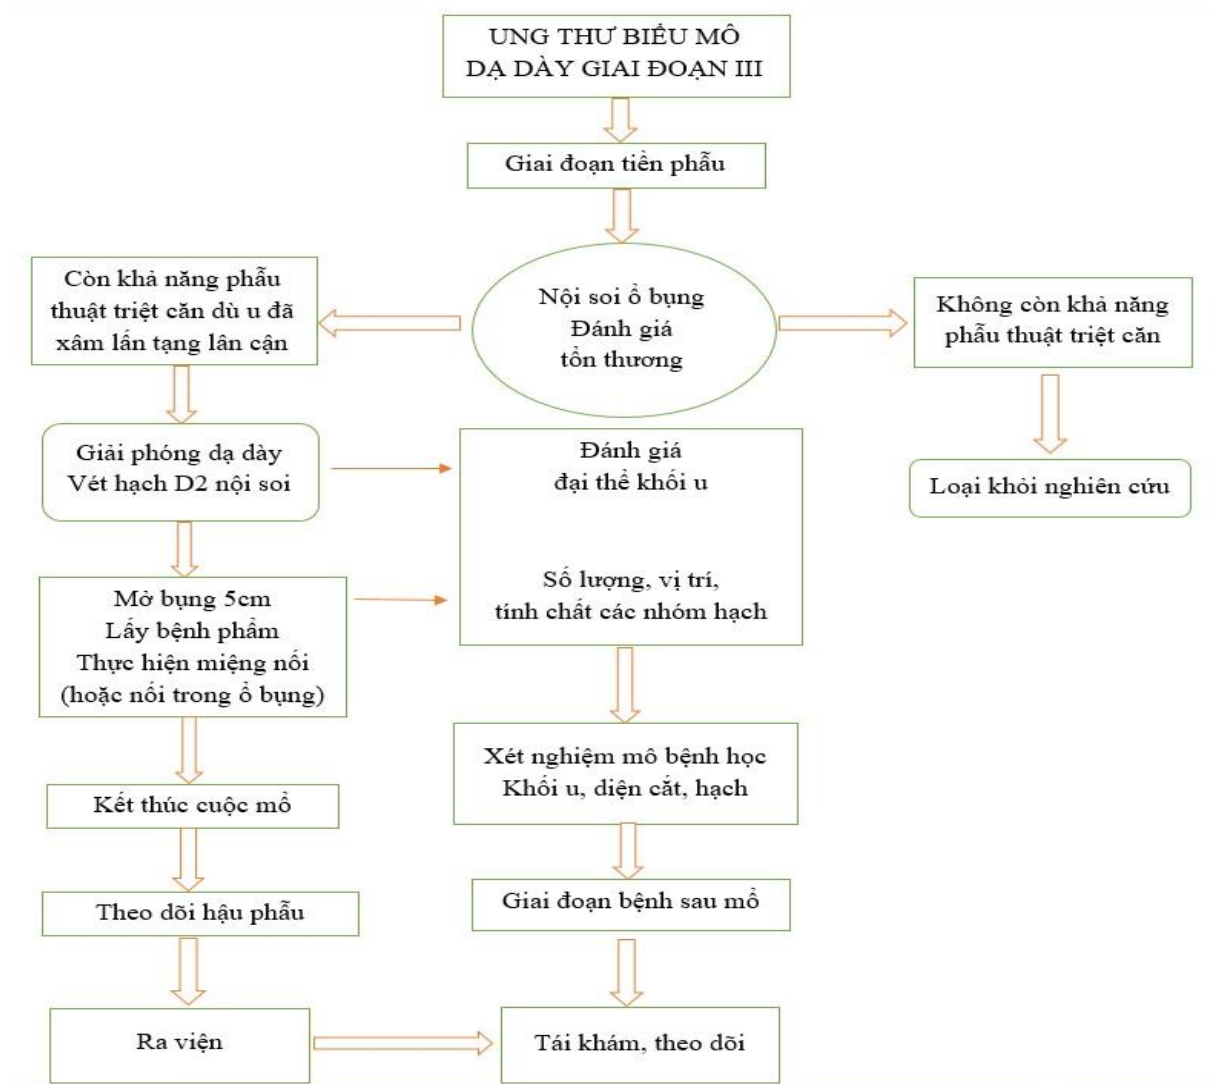 UNG THƯ BIỂU MÔ
DẠ DÀY GIAI ĐOẠN III
Giai đoạn tiền phẫu
Nội soi ổ bụng
Đánh giá
tổn thương
Còn khả năng phẫu
thuật triệt căn dù u đã
xâm lấn tạng lân cận
Không còn khả năng
phẫu thuật triệt căn
Giải phóng dạ dày
Vét hạch D2 nội soi
Đánh giá
đại thể khối u
Số lượng, vị trí,
tính chất các nhóm hạch
Loại khỏi nghiên cứu
Mở bụng 5cm
Lấy bệnh phẩm
Thực hiện miệng nối
(hoặc nối trong ổ bụng)
Xét nghiệm mô bệnh học
Khối u, diện cắt, hạch
Kết thúc cuộc mổ
Giai đoạn bệnh sau mổ
Theo dõi hậu phẫu
Ra viện
Tái khám, theo dõi